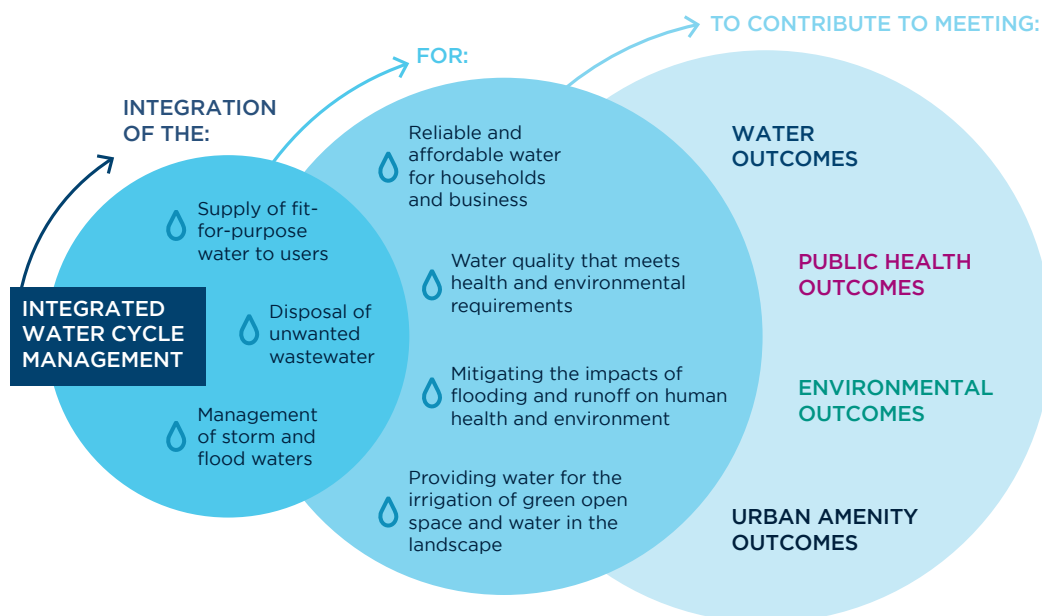 INTEGRATED
WATER CYCLE
MANAGEMENT
INTEGRATION
OF THE:
Supply of fit-
for-purpose
water to users
Disposal of
unwanted
wastewater
Management
of storm and
flood waters
FOR:
Reliable and
affordable water
for households
and business
Water quality that meets
health and environmental
requirements
Mitigating the impacts of
flooding and runoff on human
health and environment
Providing water for the
irrigation of green open
space and water in the
landscape
TO CONTRIBUTE TO MEETING:
WATER
OUTCOMES
PUBLIC HEALTH
OUTCOMES
ENVIRONMENTAL
OUTCOMES
URBAN AMENITY
OUTCOMES